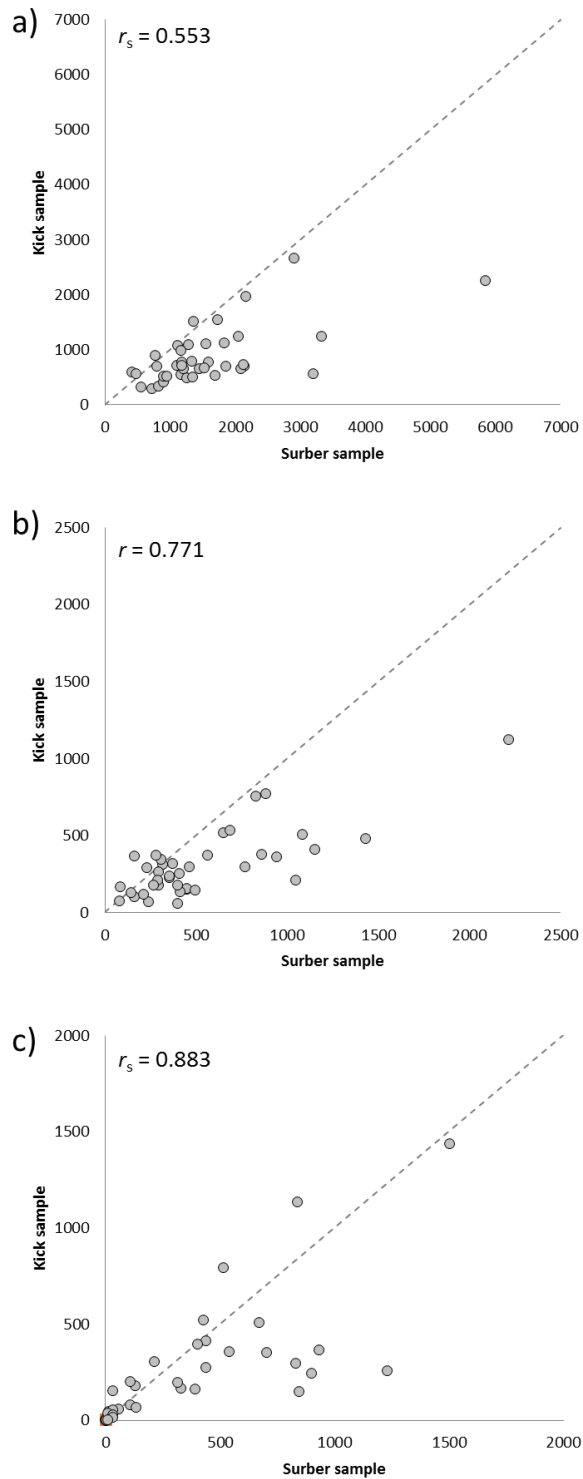 a)
r_s = 0.553
7000
6000
5000
4000
3000
2000
1000
0
Kick sample
0 1000 2000 3000 4000 5000 6000 7000
Surber sample
b)
r = 0.771
2500
2000
1500
1000
500
0
Kick sample
0 500 1000 1500 2000 2500
Surber sample
c)
r_s = 0.883
2000
1500
1000
500
0
Kick sample
0 500 1000 1500 2000
Surber sample